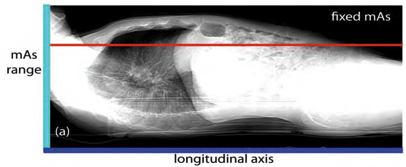 fixed mAs
mAs
range
(a)
longitudinal axis